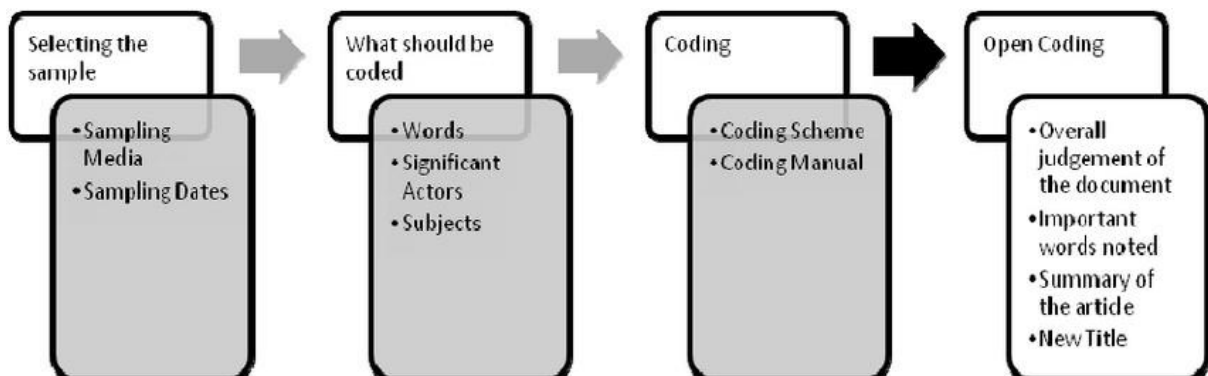 Selecting the
sample
• Sampling
Media
• Sampling Dates
What should be
coded
• Words
• Significant
Actors
• Subjects
Coding
• Coding Scheme
• Coding Manual
Open Coding
• Overall
judgement of
the document
• Important
words noted
• Summary of
the article
• New Title